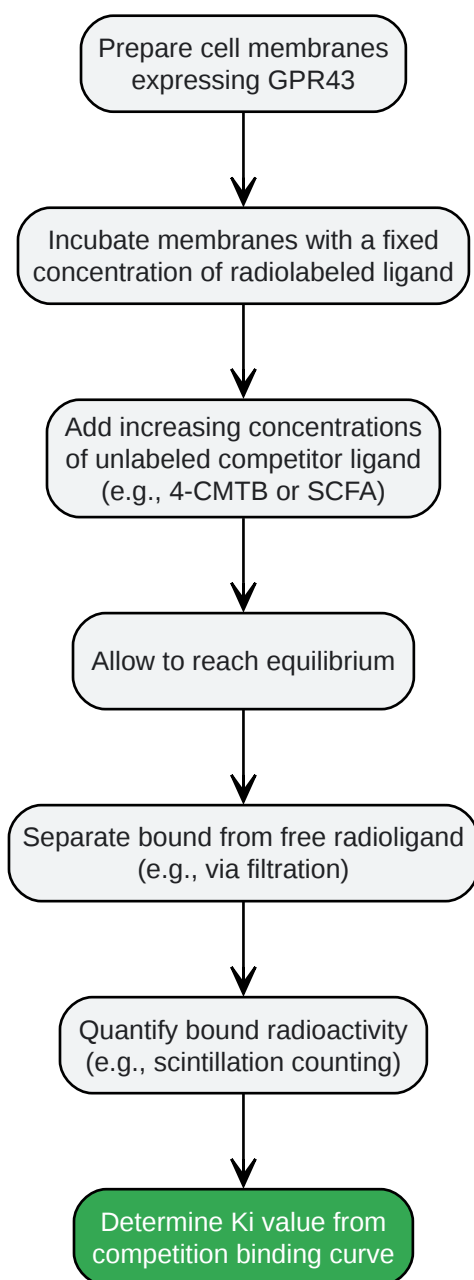 Prepare cell membranes
expressing GPR43
Incubate membranes with a fixed
concentration of radiolabeled ligand
Add increasing concentrations
of unlabeled competitor ligand
(e.g., 4-CMTB or SCFA)
Allow to reach equilibrium
Separate bound from free radioligand
(e.g., via filtration)
Quantify bound radioactivity
(e.g., scintillation counting)
Determine Ki value from
competition binding curve